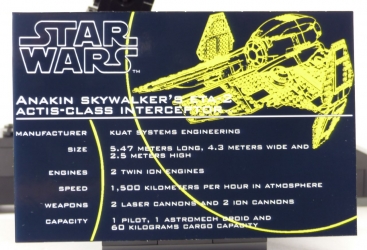 STAR
WARS
ANAKIN SKYWALKER'S ETA 2
ACTIS-CLASS INTERCEPTOR
MANUFACTURER KUAT SYSTEMS ENGINEERING
SIZE 5.47 METERS LONG, 4.3 METERS WIDE AND
2.5 METERS HIGH
ENGINES 2 TWIN ION ENGINES
SPEED 1,500 KILOMETERS PER HOUR IN ATMOSPHERE
WEAPONS 2 LASER CANNONS AND 2 ION CANNONS
CAPACITY 1 PILOT, 1 ASTROMECH DROID AND
60 KILOGRAMS CARGO CAPACITY